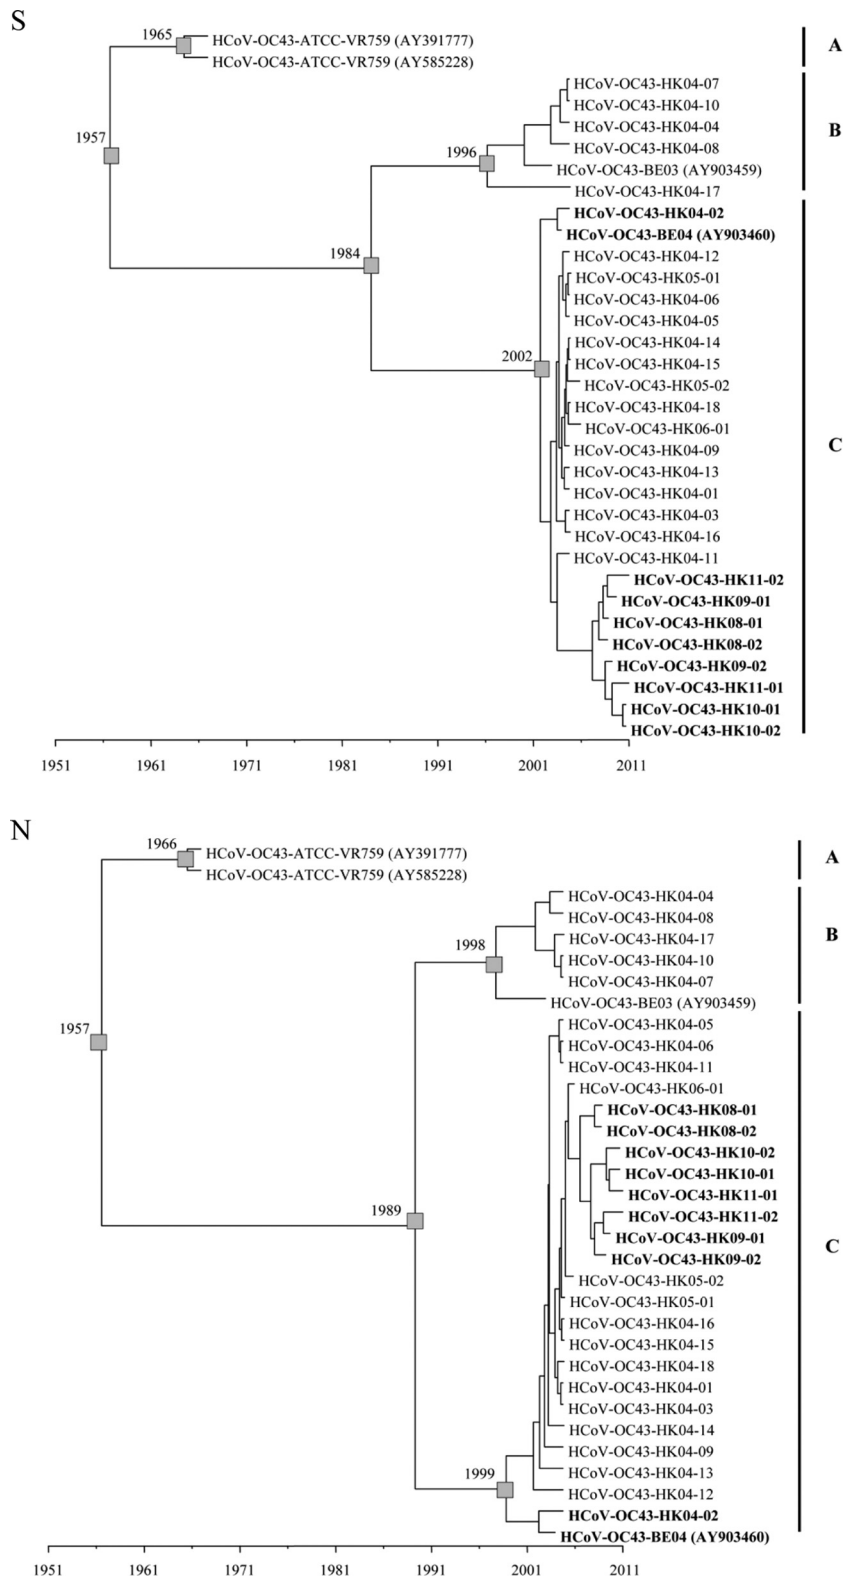 S
1965
HCoV-OC43-ATCC-VR759 (AY391777)
A
HCoV-OC43-ATCC-VR759 (AY585228)
HCoV-OC43-HK04-07
HCoV-OC43-HK04-10
HCoV-OC43-HK04-04
B
1957
HCoV-OC43-HK04-08
1996
HCoV-OC43-BE03 (AY903459)
HCoV-OC43-HK04-17
HCoV-OC43-HK04-02
HCoV-OC43-BE04 (AY903460)
1984
HCoV-OC43-HK04-12
HCoV-OC43-HK05-01
HCoV-OC43-HK04-06
HCoV-OC43-HK04-05
HCoV-OC43-HK04-14
2002
HCoV-OC43-HK04-15
HCoV-OC43-HK05-02
HCoV-OC43-HK04-18
HCoV-OC43-HK06-01
C
HCoV-OC43-HK04-09
HCoV-OC43-HK04-13
HCoV-OC43-HK04-01
HCoV-OC43-HK04-03
HCoV-OC43-HK04-16
HCoV-OC43-HK04-11
HCoV-OC43-HK11-02
HCoV-OC43-HK09-01
HCoV-OC43-HK08-01
HCoV-OC43-HK08-02
HCoV-OC43-HK09-02
HCoV-OC43-HK11-01
HCoV-OC43-HK10-01
HCoV-OC43-HK10-02
1951 1961 1971 1981 1991 2001 2011
N
1966
HCoV-OC43-ATCC-VR759 (AY391777)
A
HCoV-OC43-ATCC-VR759 (AY585228)
HCoV-OC43-HK04-04
HCoV-OC43-HK04-08
B
HCoV-OC43-HK04-17
1998
HCoV-OC43-HK04-10
HCoV-OC43-HK04-07
HCoV-OC43-BE03 (AY903459)
HCoV-OC43-HK04-05
1957
HCoV-OC43-HK04-06
HCoV-OC43-HK04-11
HCoV-OC43-HK06-01
HCoV-OC43-HK08-01
HCoV-OC43-HK08-02
HCoV-OC43-HK10-02
HCoV-OC43-HK10-01
HCoV-OC43-HK11-01
1989
HCoV-OC43-HK11-02
HCoV-OC43-HK09-01
C
HCoV-OC43-HK09-02
HCoV-OC43-HK05-02
HCoV-OC43-HK05-01
HCoV-OC43-HK04-16
HCoV-OC43-HK04-15
HCoV-OC43-HK04-18
HCoV-OC43-HK04-01
HCoV-OC43-HK04-03
HCoV-OC43-HK04-14
HCoV-OC43-HK04-09
1999
HCoV-OC43-HK04-13
HCoV-OC43-HK04-12
HCoV-OC43-HK04-02
HCoV-OC43-BE04 (AY903460)
1951 1961 1971 1981 1991 2001 2011